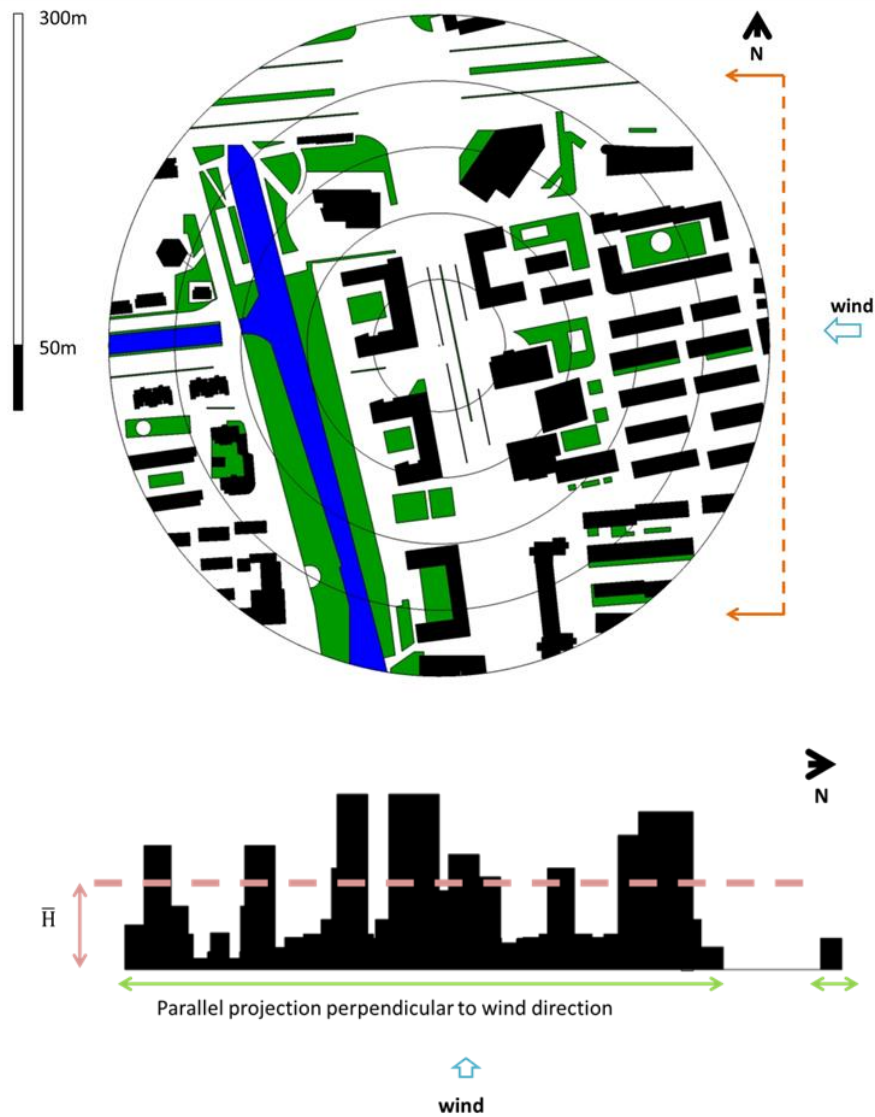 300m
N
wind
50m
N
H̅
Parallel projection perpendicular to wind direction
wind